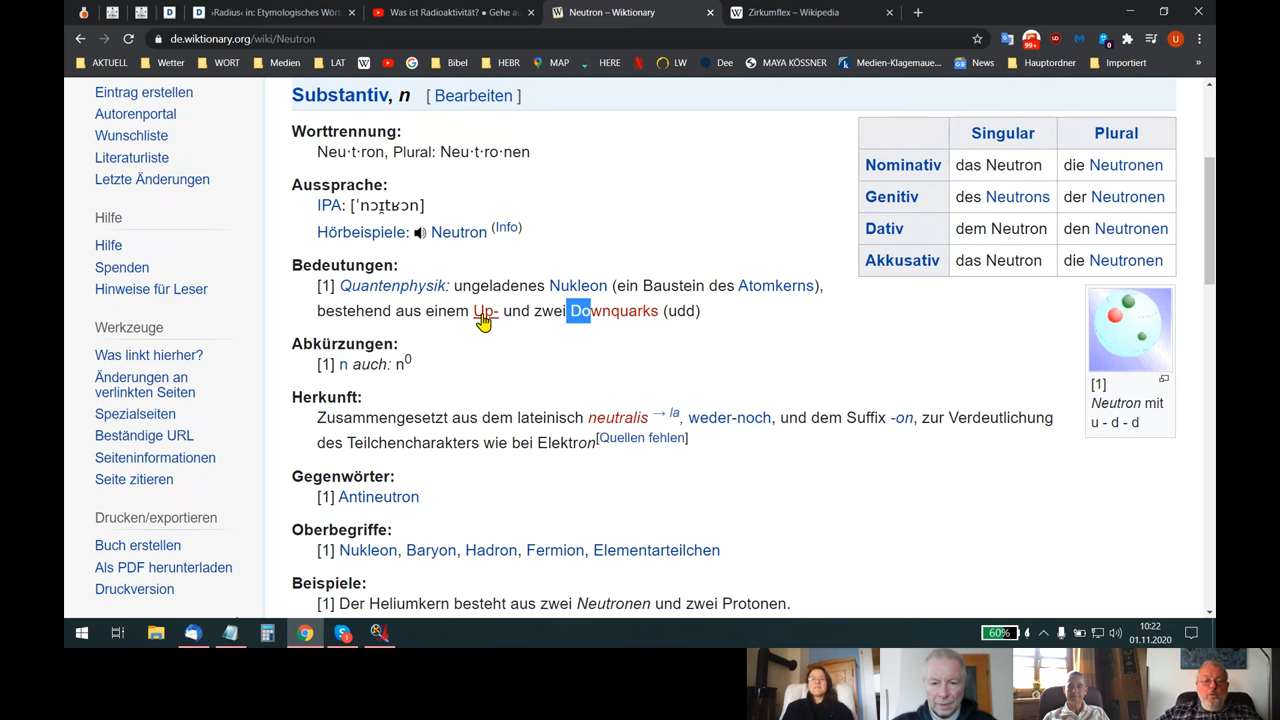 ›Radius‹ in: Etymologisches Wört
Was ist Radioaktivität? ● Gehe au
Neutron – Wiktionary
Zirkumflex – Wikipedia
de.wiktionary.org/wiki/Neutron
99+
0
U
AKTUELL
Wetter
WORT
Medien
LAT
Bibel
HEBR
MAP
HERE
LW
Dee
MAYA KÖSSNER
Medien-Klagemaue...
News
Hauptordner
Importiert
»
Eintrag erstellen
Autorenportal
Wunschliste
Literaturliste
Letzte Änderungen
Hilfe
Hilfe
Spenden
Hinweise für Leser
Werkzeuge
Was linkt hierher?
Änderungen an
verlinkten Seiten
Spezialseiten
Beständige URL
Seiteninformationen
Seite zitieren
Drucken/exportieren
Buch erstellen
Als PDF herunterladen
Druckversion
Substantiv, n [ Bearbeiten ]
Worttrennung:
Neu·t·ron, Plural: Neu·t·ro·nen
Aussprache:
IPA: [ˈnɔɪ̯tʁɔn]
Hörbeispiele: Neutron (Info)
Bedeutungen:
[1] Quantenphysik: ungeladenes Nukleon (ein Baustein des Atomkerns),
bestehend aus einem Up- und zwei Downquarks (udd)
Abkürzungen:
[1] n auch: n⁰
Herkunft:
Zusammengesetzt aus dem lateinisch neutralis → la, weder-noch, und dem Suffix -on, zur Verdeutlichung
des Teilchencharakters wie bei Elektron[Quellen fehlen]
Gegenwörter:
[1] Antineutron
Oberbegriffe:
[1] Nukleon, Baryon, Hadron, Fermion, Elementarteilchen
Beispiele:
[1] Der Heliumkern besteht aus zwei Neutronen und zwei Protonen.
Singular Plural
Nominativ das Neutron die Neutronen
Genitiv des Neutrons der Neutronen
Dativ dem Neutron den Neutronen
Akkusativ das Neutron die Neutronen
[1]
Neutron mit
u - d - d
60%
10:22
01.11.2020